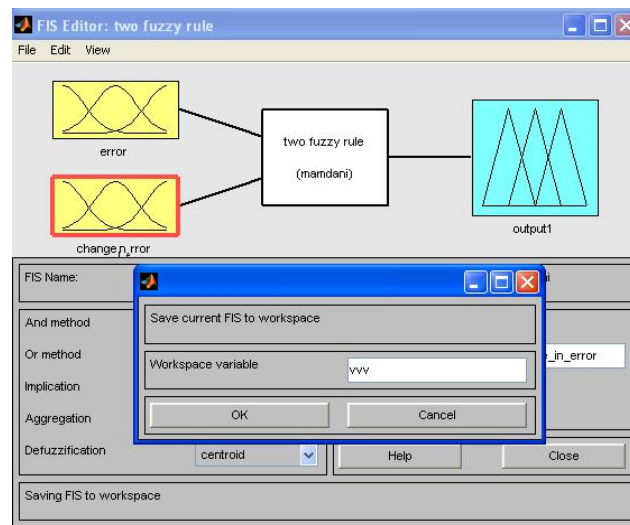 FIS Editor: two fuzzy rule
File Edit View
error
two fuzzy rule
(mamdani)
output1
FIS Name:
Save current FIS to workspace
Workspace variable
vvv
OK Cancel
And method
Or method
e_in_error
Implication
Aggregation
Defuzzification
centroid
Help Close
Saving FIS to workspace